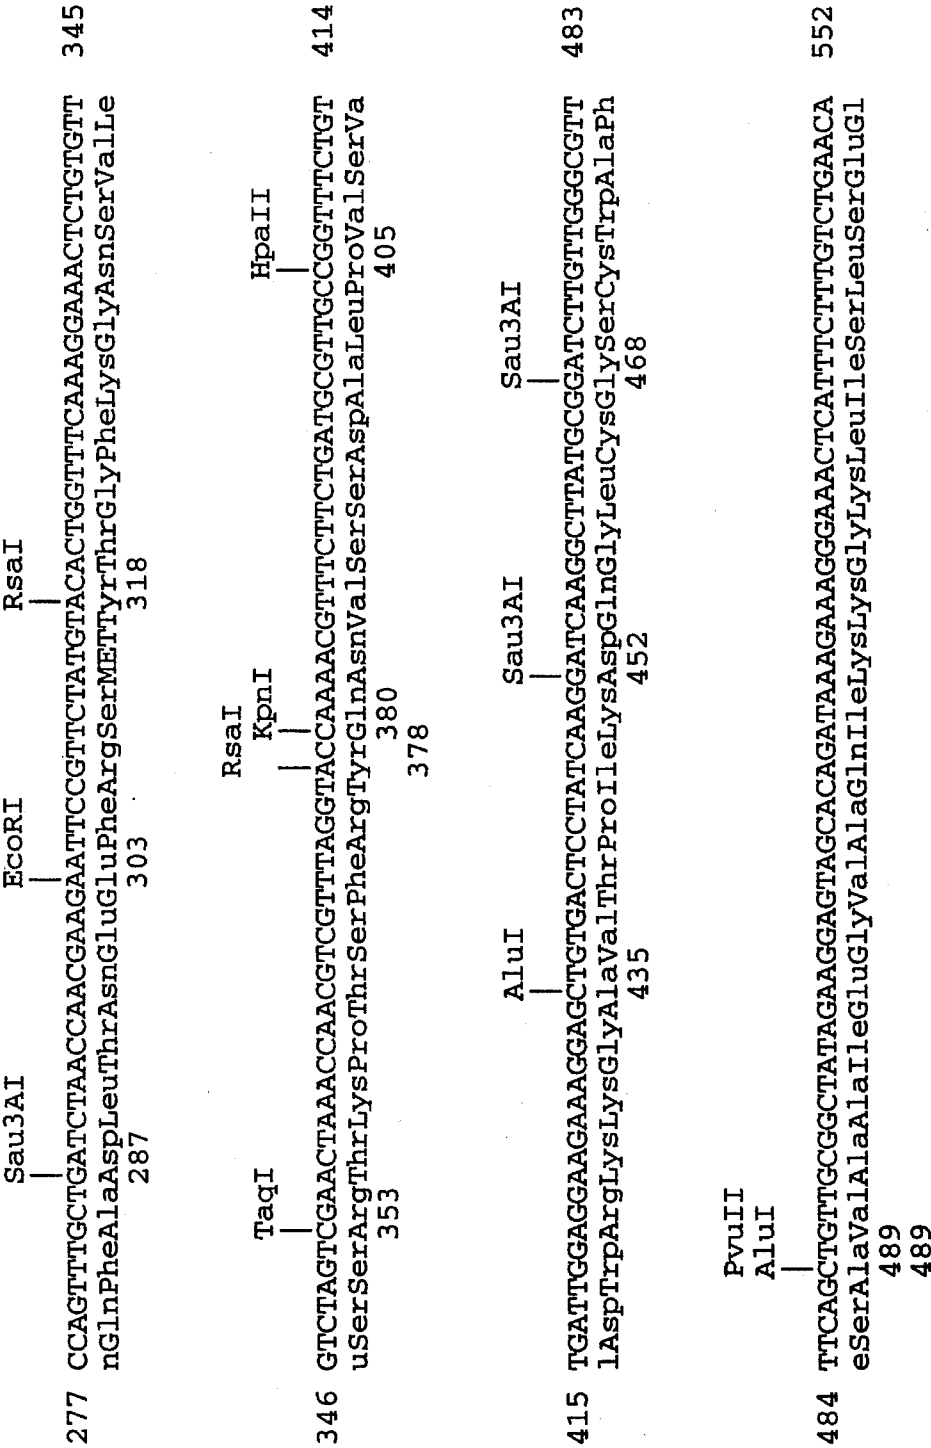 Sau3AI EcoRI RsaI
277 CCAGTTTGCTGATCTAACCAACGAAGAATTCCGTTCTATGTACACTGGTTTCAAAGGAAACTCTGTGTT 345
nGlnPheAlaAspLeuThrAsnGluGluPheArgSerMETTyrThrGlyPheLysGlyAsnSerValLe
287 303 318
RsaI
TaqI KpnI HpaII
346 GTCTAGTCGAACTAAACCAACGTCGTTTAGGTACCAAAACGTTTCTTCTGATGCGTTGCCGGTTTCTGT 414
uSerSerArgThrLysProThrSerPheArgTyrGlnAsnValSerSerAspAlaLeuProValSerVa
353 380 405
378
AluI Sau3AI Sau3AI
415 TGATTGGAGGAAGAAAGGAGCTGTGACTCCTATCAAGGATCAAGGCTTATGCGGATCTTGTTGGGCGTT 483
lAspTrpArgLysLysGlyAlaValThrProIleLysAspGlnGlyLeuCysGlySerCysTrpAlaPh
435 452 468
PvuII
AluI
484 TTCAGCTGTTGCGGCTATAGAAGGAGTAGCACAGATAAAGAAAGGGAAACTCATTTCTTTGTCTGAACA 552
eSerAlaValAlaAlaIleGluGlyValAlaGlnIleLysLysGlyLysLeuIleSerLeuSerGluGl
489
489